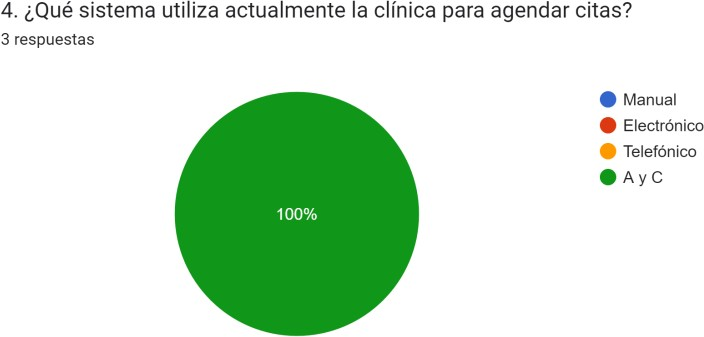 4. ¿Qué sistema utiliza actualmente la clínica para agendar citas?
3 respuestas
100%
Manual
Electrónico
Telefónico
A y C